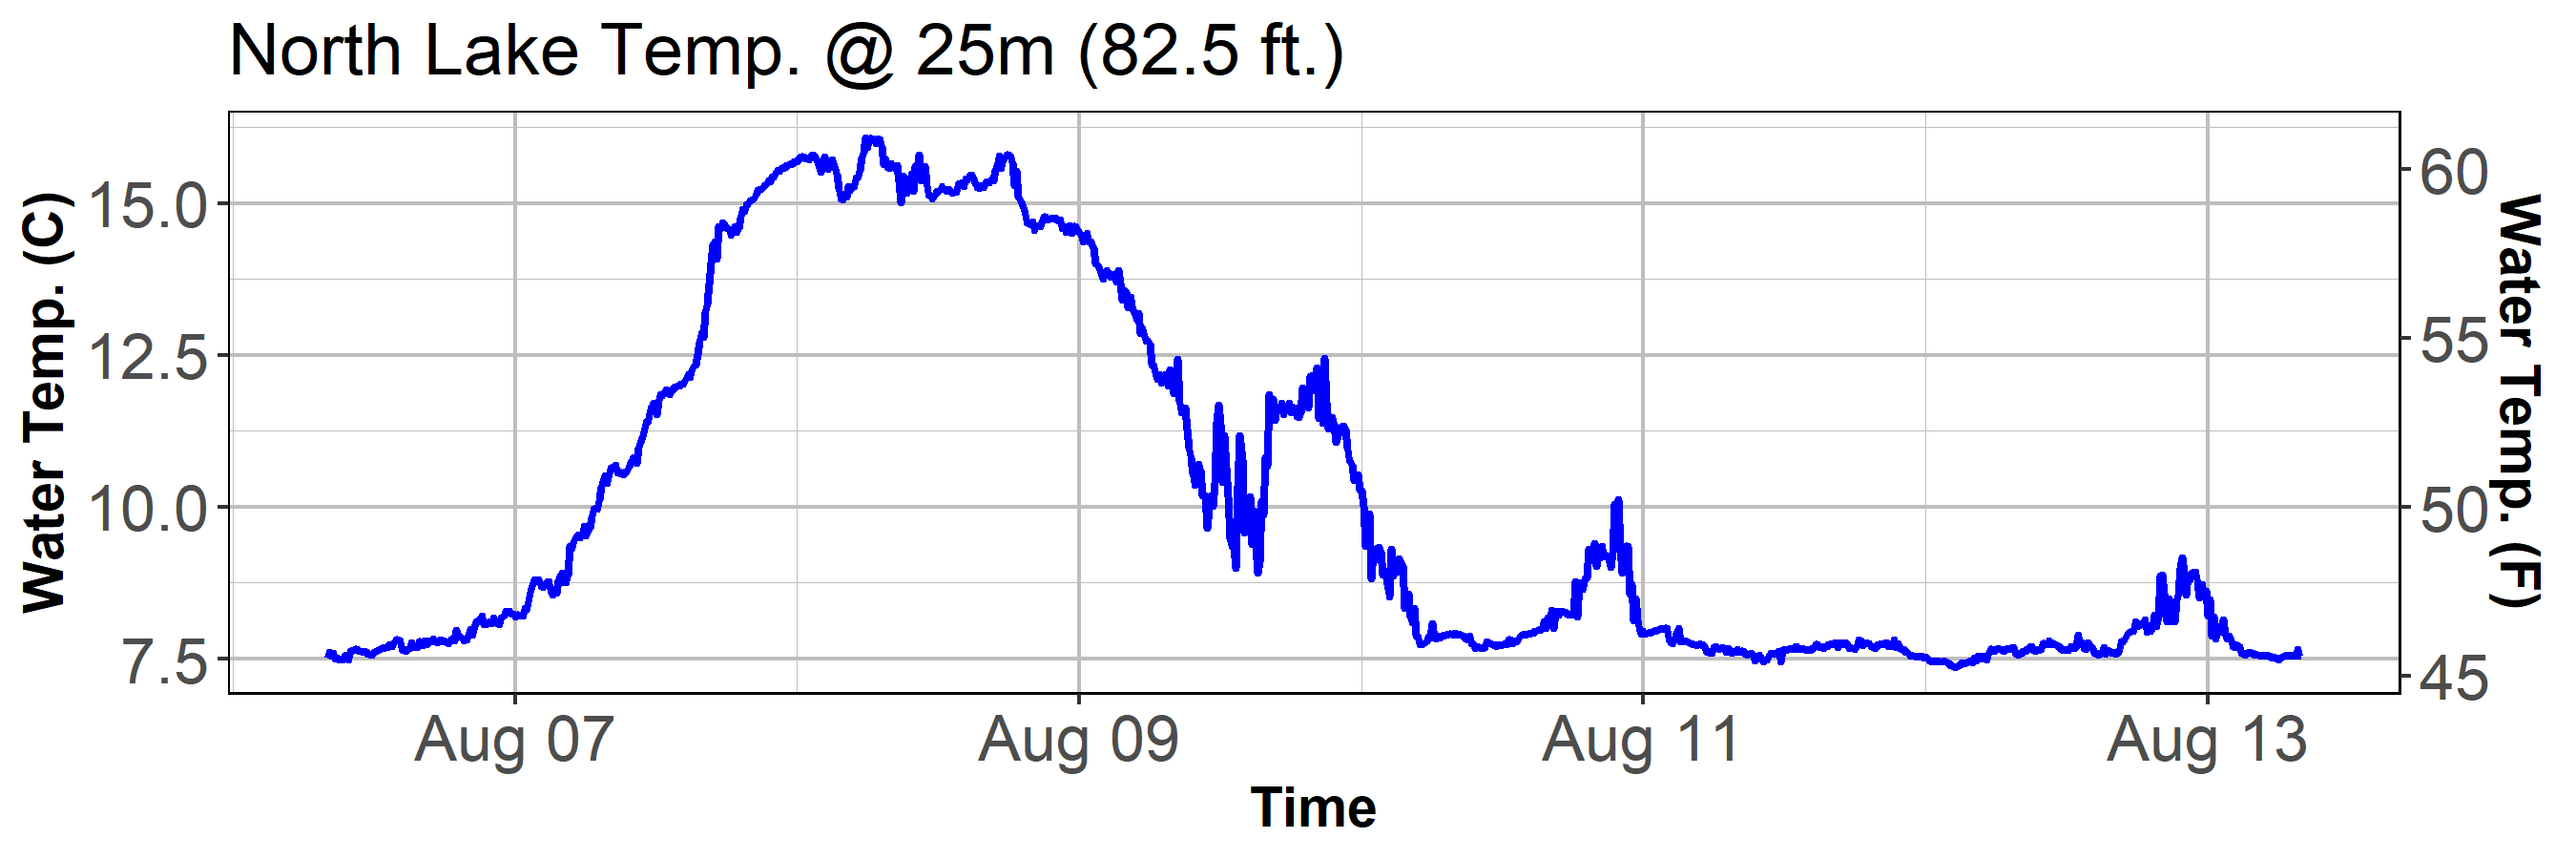 North Lake Temp. @ 25m (82.5 ft.)
Water Temp. (C)
15.0
12.5
10.0
7.5
60
55
50
45
Water Temp. (F)
Aug 07 Aug 09 Aug 11 Aug 13
Time